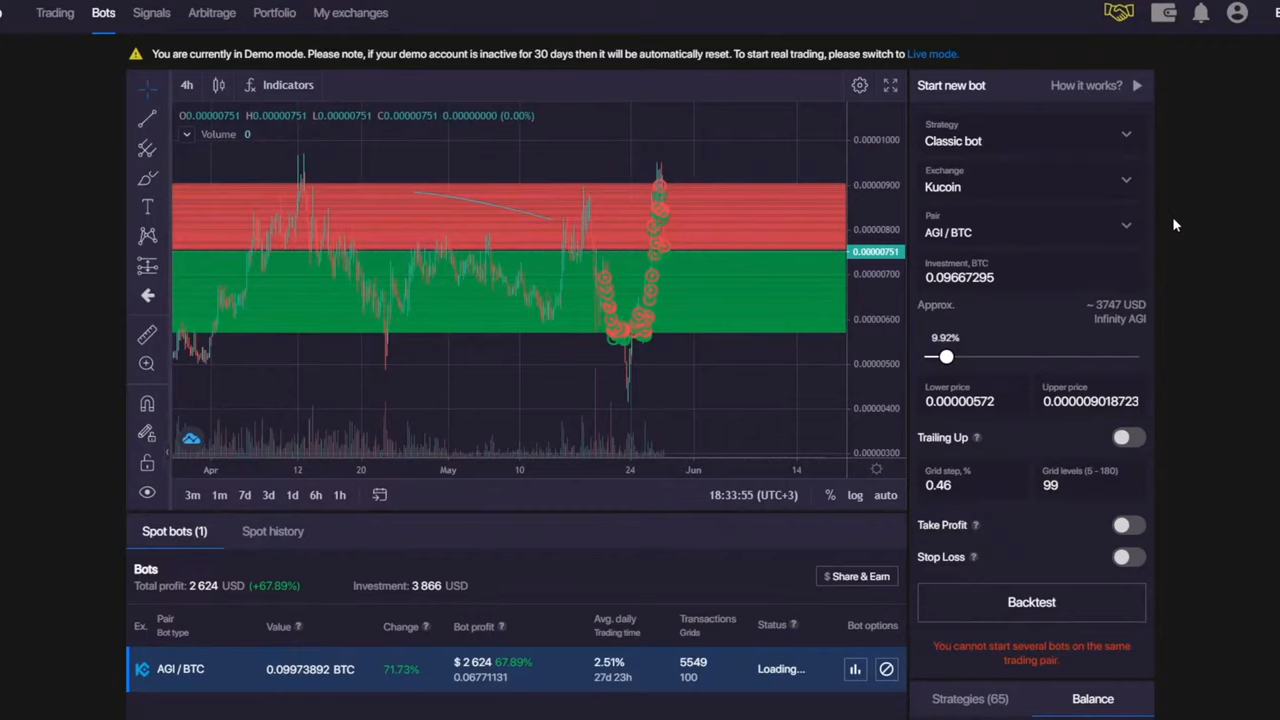 Trading Bots Signals Arbitrage Portfolio My exchanges
You are currently in Demo mode. Please note, if your demo account is inactive for 30 days then it will be automatically reset. To start real trading, please switch to Live mode.
4h Indicators
O0.00000751 H0.00000751 L0.00000751 C0.00000751 0.00000000 (0.00%)
Volume 0
0.00001000
0.00000900
0.00000800
0.00000751
0.00000700
0.00000600
0.00000500
0.00000400
0.00000300
Apr 12 20 May 10 24 Jun 14
3m 1m 7d 3d 1d 6h 1h
18:33:55 (UTC+3) % log auto
Start new bot How it works?
Strategy
Classic bot
Exchange
Kucoin
Pair
AGI / BTC
Investment, BTC
0.09667295
Approx. ~ 3747 USD
Infinity AGI
9.92%
Lower price Upper price
0.00000572 0.000009018723
Trailing Up ?
Grid step, % Grid levels (5 - 180)
0.46 99
Take Profit ?
Stop Loss ?
Backtest
You cannot start several bots on the same
trading pair.
Strategies (65) Balance
Spot bots (1) Spot history
Bots
Total profit: 2 624 USD (+67.89%) Investment: 3 866 USD
$ Share & Earn
Ex. Pair Value ? Change ? Bot profit ? Avg. daily Transactions Status ? Bot options
Bot type Trading time Grids
AGI / BTC 0.09973892 BTC 71.73% $ 2 624 67.89% 2.51% 5549 Loading...
0.06771131 27d 23h 100